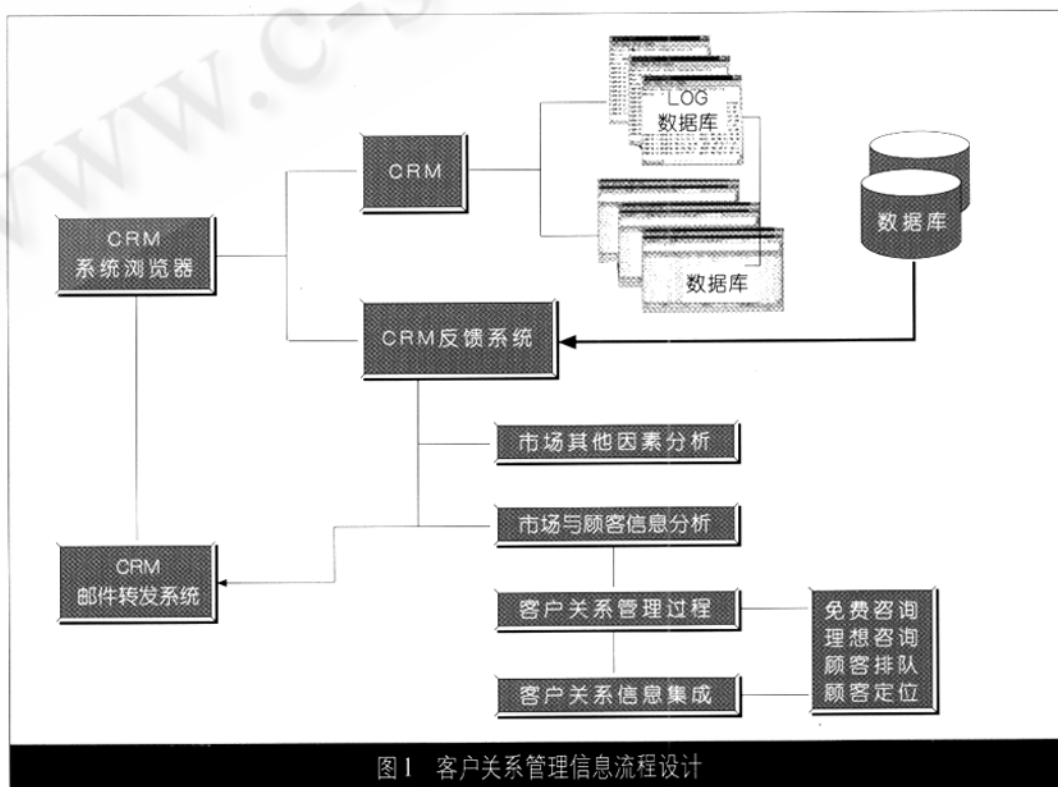 www.c-s
LOG
数据库
CRM
数据库
CRM
系统浏览器
数据库
CRM反馈系统
市场其他因素分析
市场与顾客信息分析
CRM
邮件转发系统
客户关系管理过程
免费咨询
理想咨询
顾客排队
顾客定位
客户关系信息集成
图1 客户关系管理信息流程设计